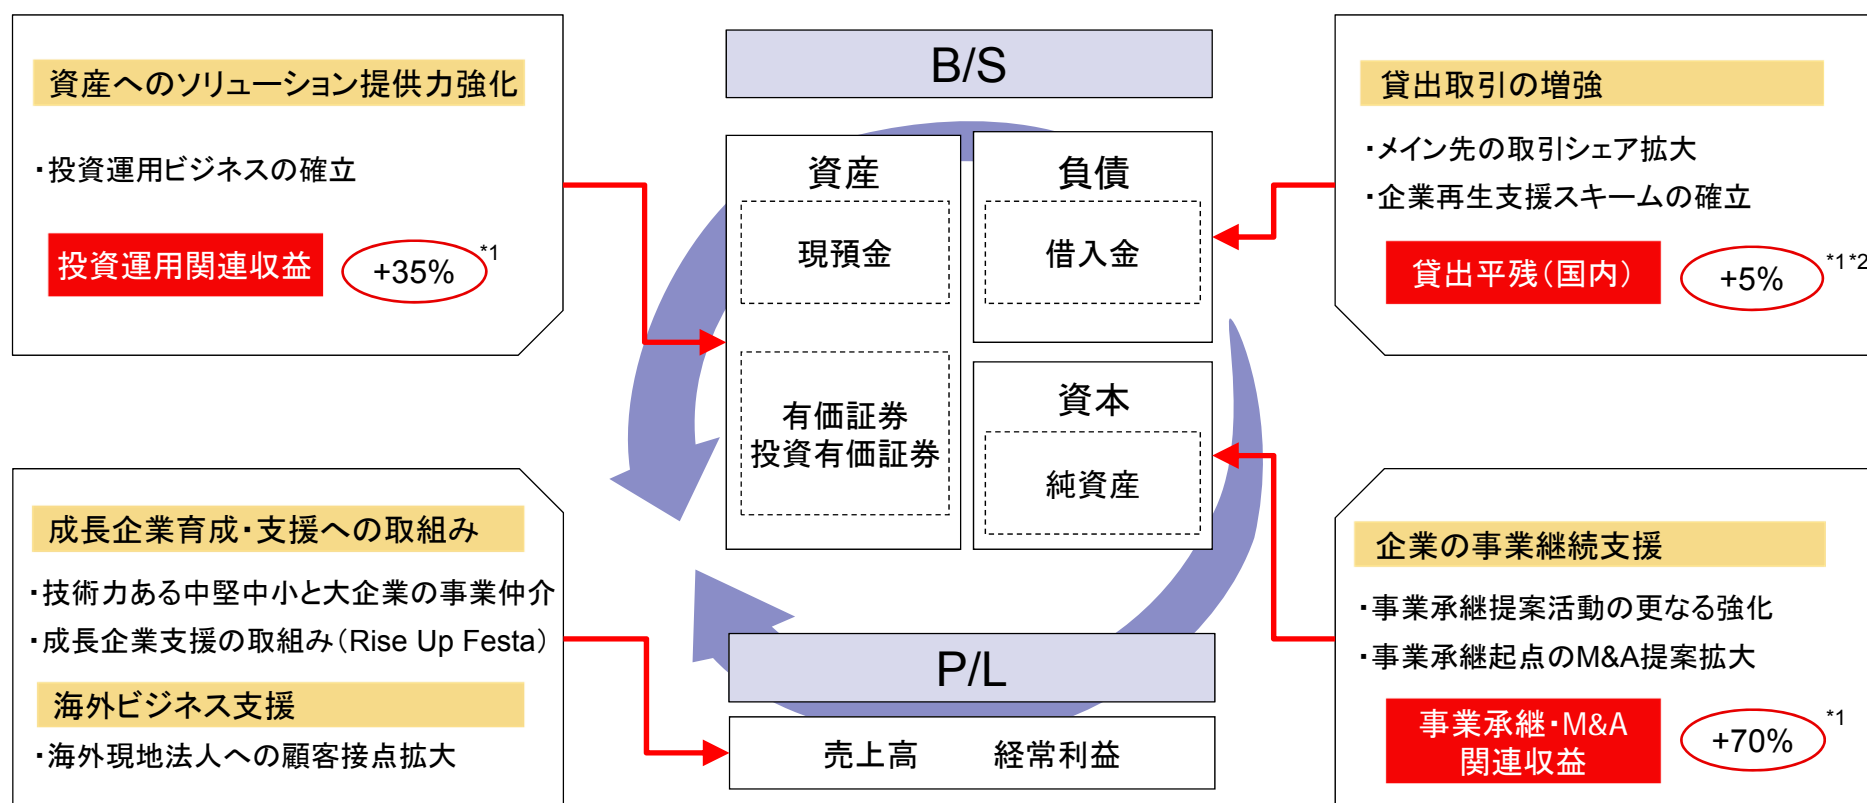 資産へのソリューション提供力強化
・投資運用ビジネスの確立
投資運用関連収益
+35%
*1
成長企業育成・支援への取組み
・技術力ある中堅中小と大企業の事業仲介
・成長企業支援の取組み（Rise Up Festa）
海外ビジネス支援
・海外現地法人への顧客接点拡大
B/S
資産
現預金
有価証券
投資有価証券
負債
借入金
資本
純資産
P/L
売上高 経常利益
貸出取引の増強
・メイン先の取引シェア拡大
・企業再生支援スキームの確立
貸出平残（国内）
+5%
*1*2
企業の事業継続支援
・事業承継提案活動の更なる強化
・事業承継起点のM&A提案拡大
事業承継・M&A
関連収益
+70%
*1